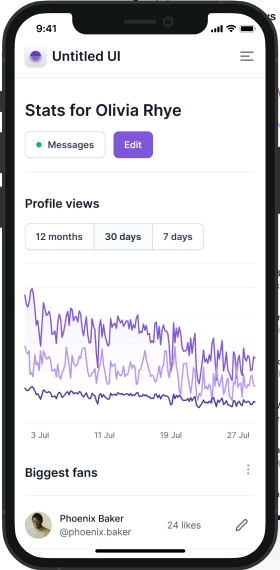 9:41
Untitled UI
Stats for Olivia Rhye
Messages
Edit
Profile views
12 months
30 days
7 days
3 Jul
11 Jul
19 Jul
27 Jul
Biggest fans
Phoenix Baker
24 likes
@phoenix.baker